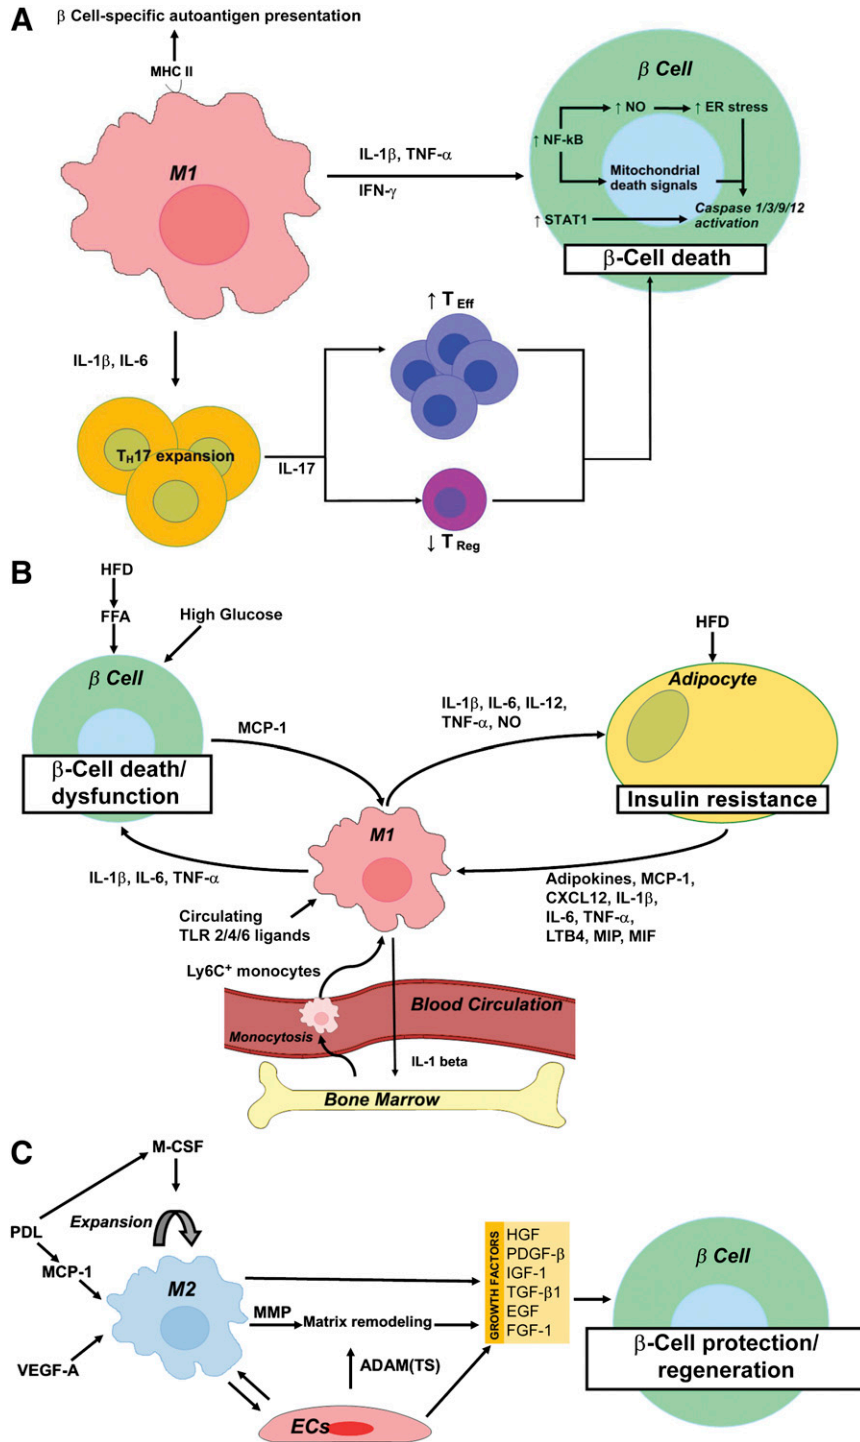 A
β Cell-specific autoantigen presentation
MHC II
M1
IL-1β, TNF-α
IFN-γ
β Cell
↑ NO
↑ ER stress
↑ NF-kB
Mitochondrial
death signals
↑ STAT1
Caspase 1/3/9/12
activation
β-Cell death
IL-1β, IL-6
TH17 expansion
IL-17
↑ T Eff
↓ T Reg
B
HFD
FFA
High Glucose
β Cell
β-Cell death/
dysfunction
MCP-1
IL-1β, IL-6, IL-12,
TNF-α, NO
HFD
Adipocyte
Insulin resistance
M1
IL-1β, IL-6, TNF-α
Adipokines, MCP-1,
CXCL12, IL-1β,
IL-6, TNF-α,
LTB4, MIP, MIF
Circulating
TLR 2/4/6 ligands
Ly6C+ monocytes
Blood Circulation
Monocytosis
IL-1 beta
Bone Marrow
C
M-CSF
Expansion
PDL
MCP-1
M2
VEGF-A
MMP
Matrix remodeling
ADAM(TS)
ECs
GROWTH FACTORS
HGF
PDGF-β
IGF-1
TGF-β1
EGF
FGF-1
β Cell
β-Cell protection/
regeneration